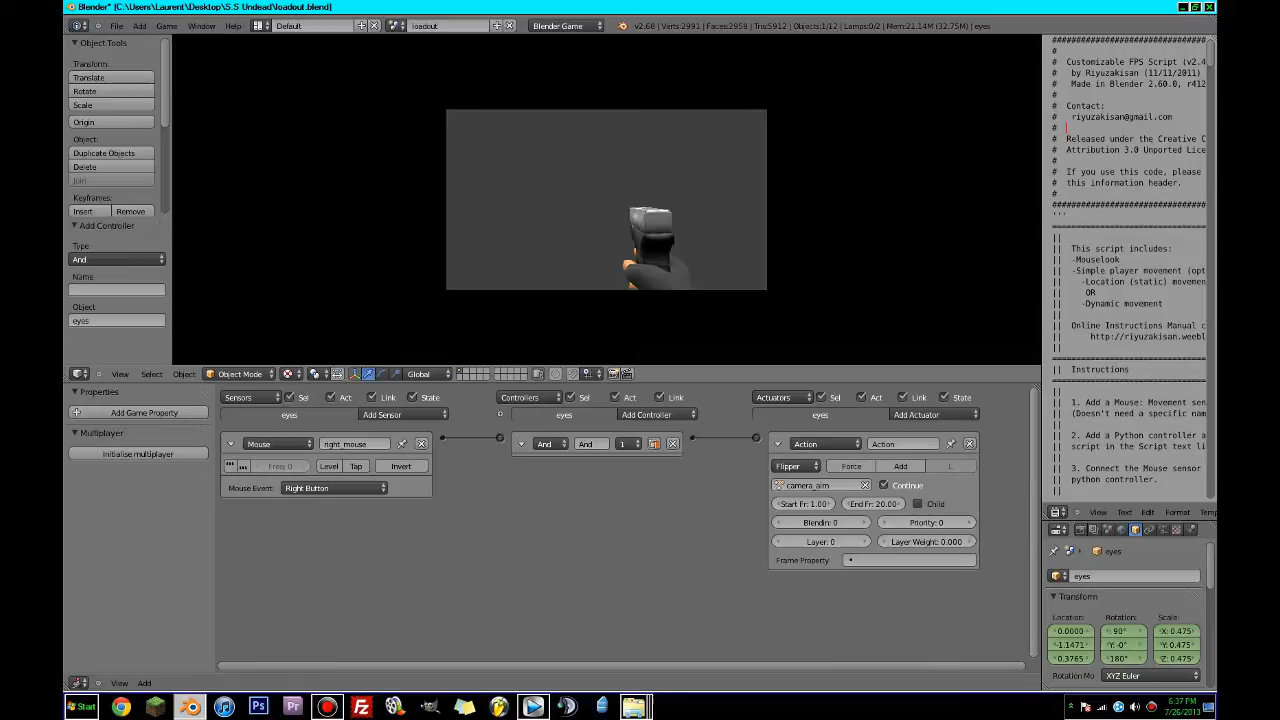 Blender* [C:\Users\Laurent\Desktop\S.S Undead\loadout.blend]
File Add Game Window Help Default loadout Blender Game v2.68 | Verts:2991 | Faces:2958 | Tris:5912 | Objects:1/12 | Lamps:0/2 | Mem:21.14M (32.75M) | eyes
Object Tools
Transform:
Translate
Rotate
Scale
Origin
Object:
Duplicate Objects
Delete
Join
Keyframes:
Insert Remove
Add Controller
Type
And
Name
Object
eyes
##############################
#
# Customizable FPS Script (v2.4
# by Riyuzakisan (11/11/2011)
# Made in Blender 2.60.0, r412
#
# Contact:
# riyuzakisan@gmail.com
#
# Released under the Creative C
# Attribution 3.0 Unported Lice
#
# If you use this code, please
# this information header.
#
##############################
'''
==============================
||
|| This script includes:
|| -Mouselook
|| -Simple player movement (opt
|| -Location (static) movemen
|| OR
|| -Dynamic movement
||
|| Online Instructions Manual c
|| http://riyuzakisan.weebl
||
==============================
|| Instructions
==============================
||
|| 1. Add a Mouse: Movement sen
|| (Doesn't need a specific nam
||
|| 2. Add a Python controller a
|| script in the Script text li
||
|| 3. Connect the Mouse sensor
|| python controller.
||
View Select Object Object Mode Global
View Text Edit Format Temp
Properties
Add Game Property
Multiplayer
Initialise multiplayer
Sensors Sel Act Link State
eyes Add Sensor
Mouse right_mouse
Freq: 0 Level Tap Invert
Mouse Event: Right Button
Controllers Sel Act Link
eyes Add Controller
And And 1
Actuators Sel Act Link State
eyes Add Actuator
Action Action
Flipper Force Add L
camera_aim Continue
Start Fr: 1.00 End Fr: 20.00 Child
Blendin: 0 Priority: 0
Layer: 0 Layer Weight: 0.000
Frame Property
eyes
eyes
Transform
Location: Rotation: Scale:
0.0000 : 90° X: 0.475
-1.1471 Y: -0° Y: 0.475
0.3765 180° Z: 0.475
Rotation Mo XYZ Euler
View Add
Start
Ps
Pr
6:37 PM
7/26/2013